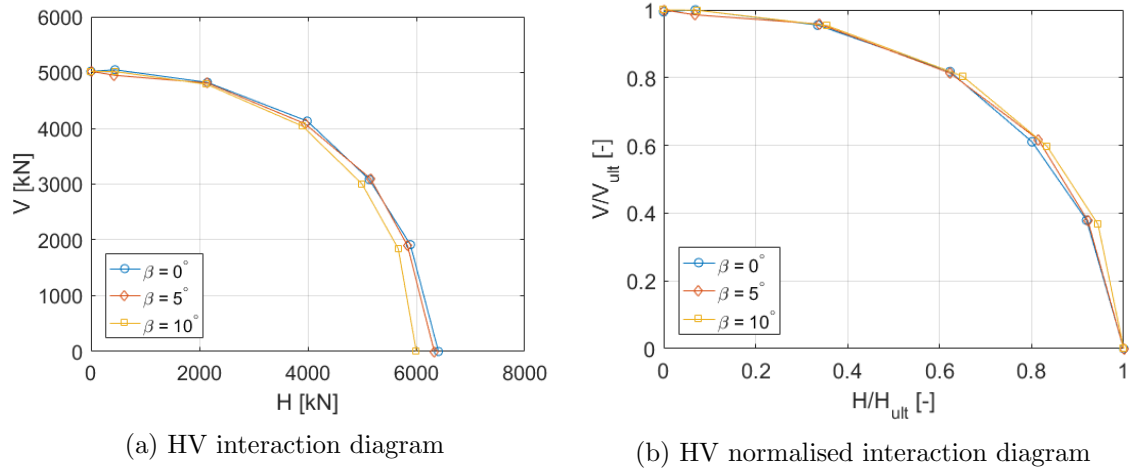 6000
5000
4000
3000
2000
1000
0
V [kN]
β = 0°
β = 5°
β = 10°
0 2000 4000 6000 8000
H [kN]
(a) HV interaction diagram
1
0.8
0.6
0.4
0.2
0
V/V_ult [-]
β = 0°
β = 5°
β = 10°
0 0.2 0.4 0.6 0.8 1
H/H_ult [-]
(b) HV normalised interaction diagram